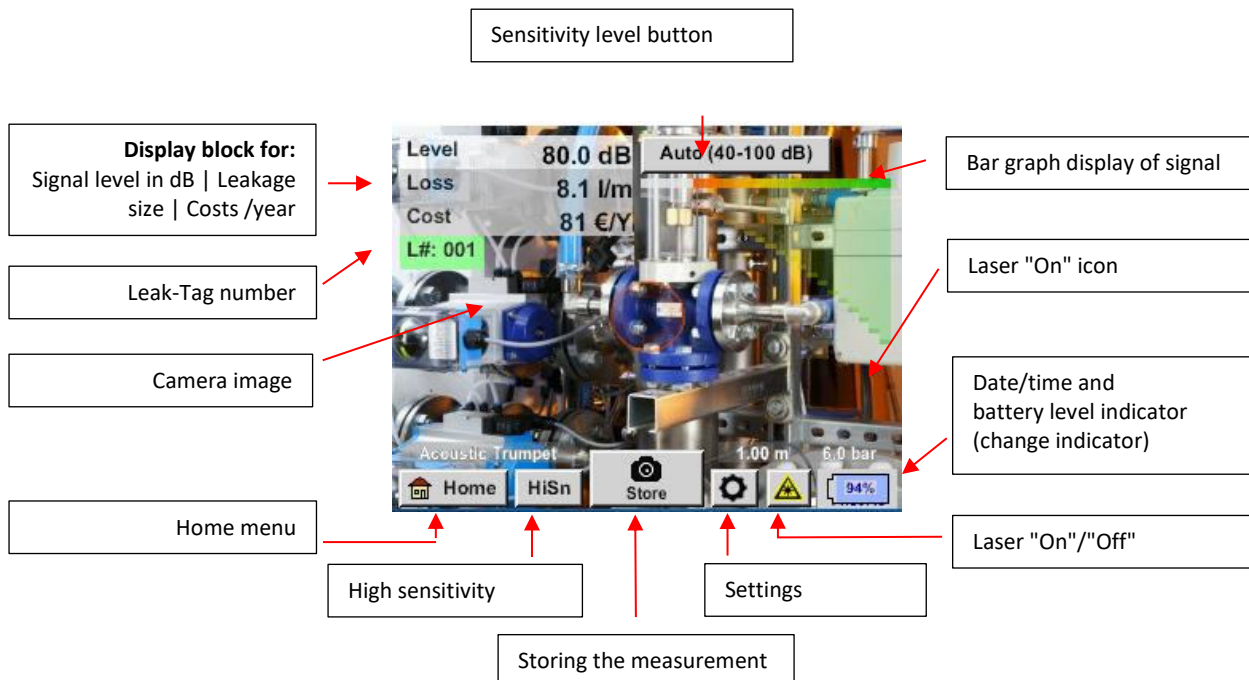 Sensitivity level button
Display block for:
Signal level in dB | Leakage
size | Costs /year
Leak-Tag number
Camera image
Home menu
Level 80.0 dB
Loss 8.1 l/m
Cost 81 €/Y
L#: 001
Auto (40-100 dB)
Acoustic Trumpet 1.00 m 6.0 bar
Home
HiSn
Store
94%
Bar graph display of signal
Laser "On" icon
Date/time and
battery level indicator
(change indicator)
Laser "On"/"Off"
High sensitivity
Settings
Storing the measurement